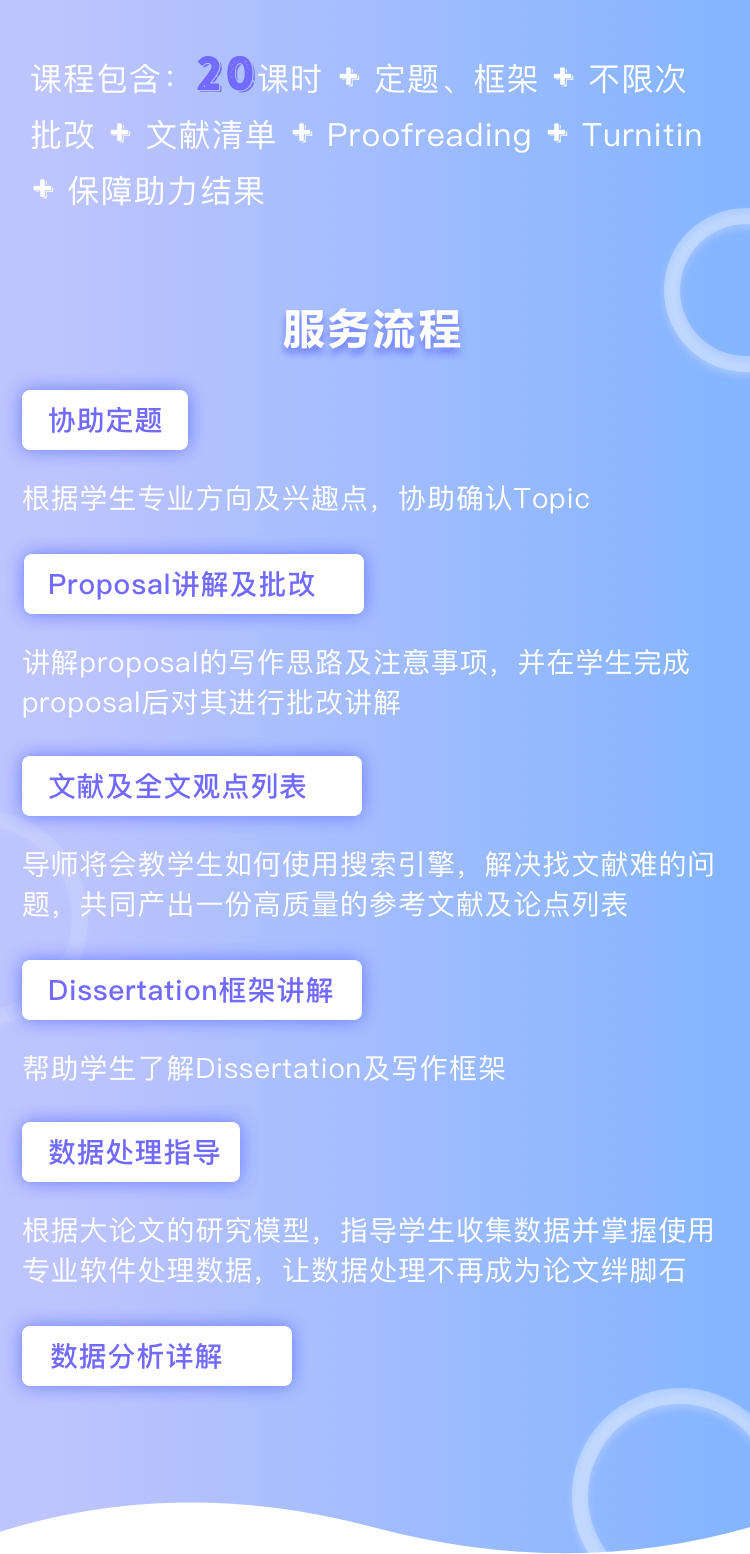 课程包含：20课时 + 定题、框架 + 不限次
批改 + 文献清单 + Proofreading + Turnitin
+ 保障助力结果
服务流程
协助定题
根据学生专业方向及兴趣点，协助确认Topic
Proposal讲解及批改
讲解proposal的写作思路及注意事项，并在学生完成
proposal后对其进行批改讲解
文献及全文观点列表
导师将会教学生如何使用搜索引擎，解决找文献难的问
题，共同产出一份高质量的参考文献及论点列表
Dissertation框架讲解
帮助学生了解Dissertation及写作框架
数据处理指导
根据大论文的研究模型，指导学生收集数据并掌握使用
专业软件处理数据，让数据处理不再成为论文绊脚石
数据分析详解